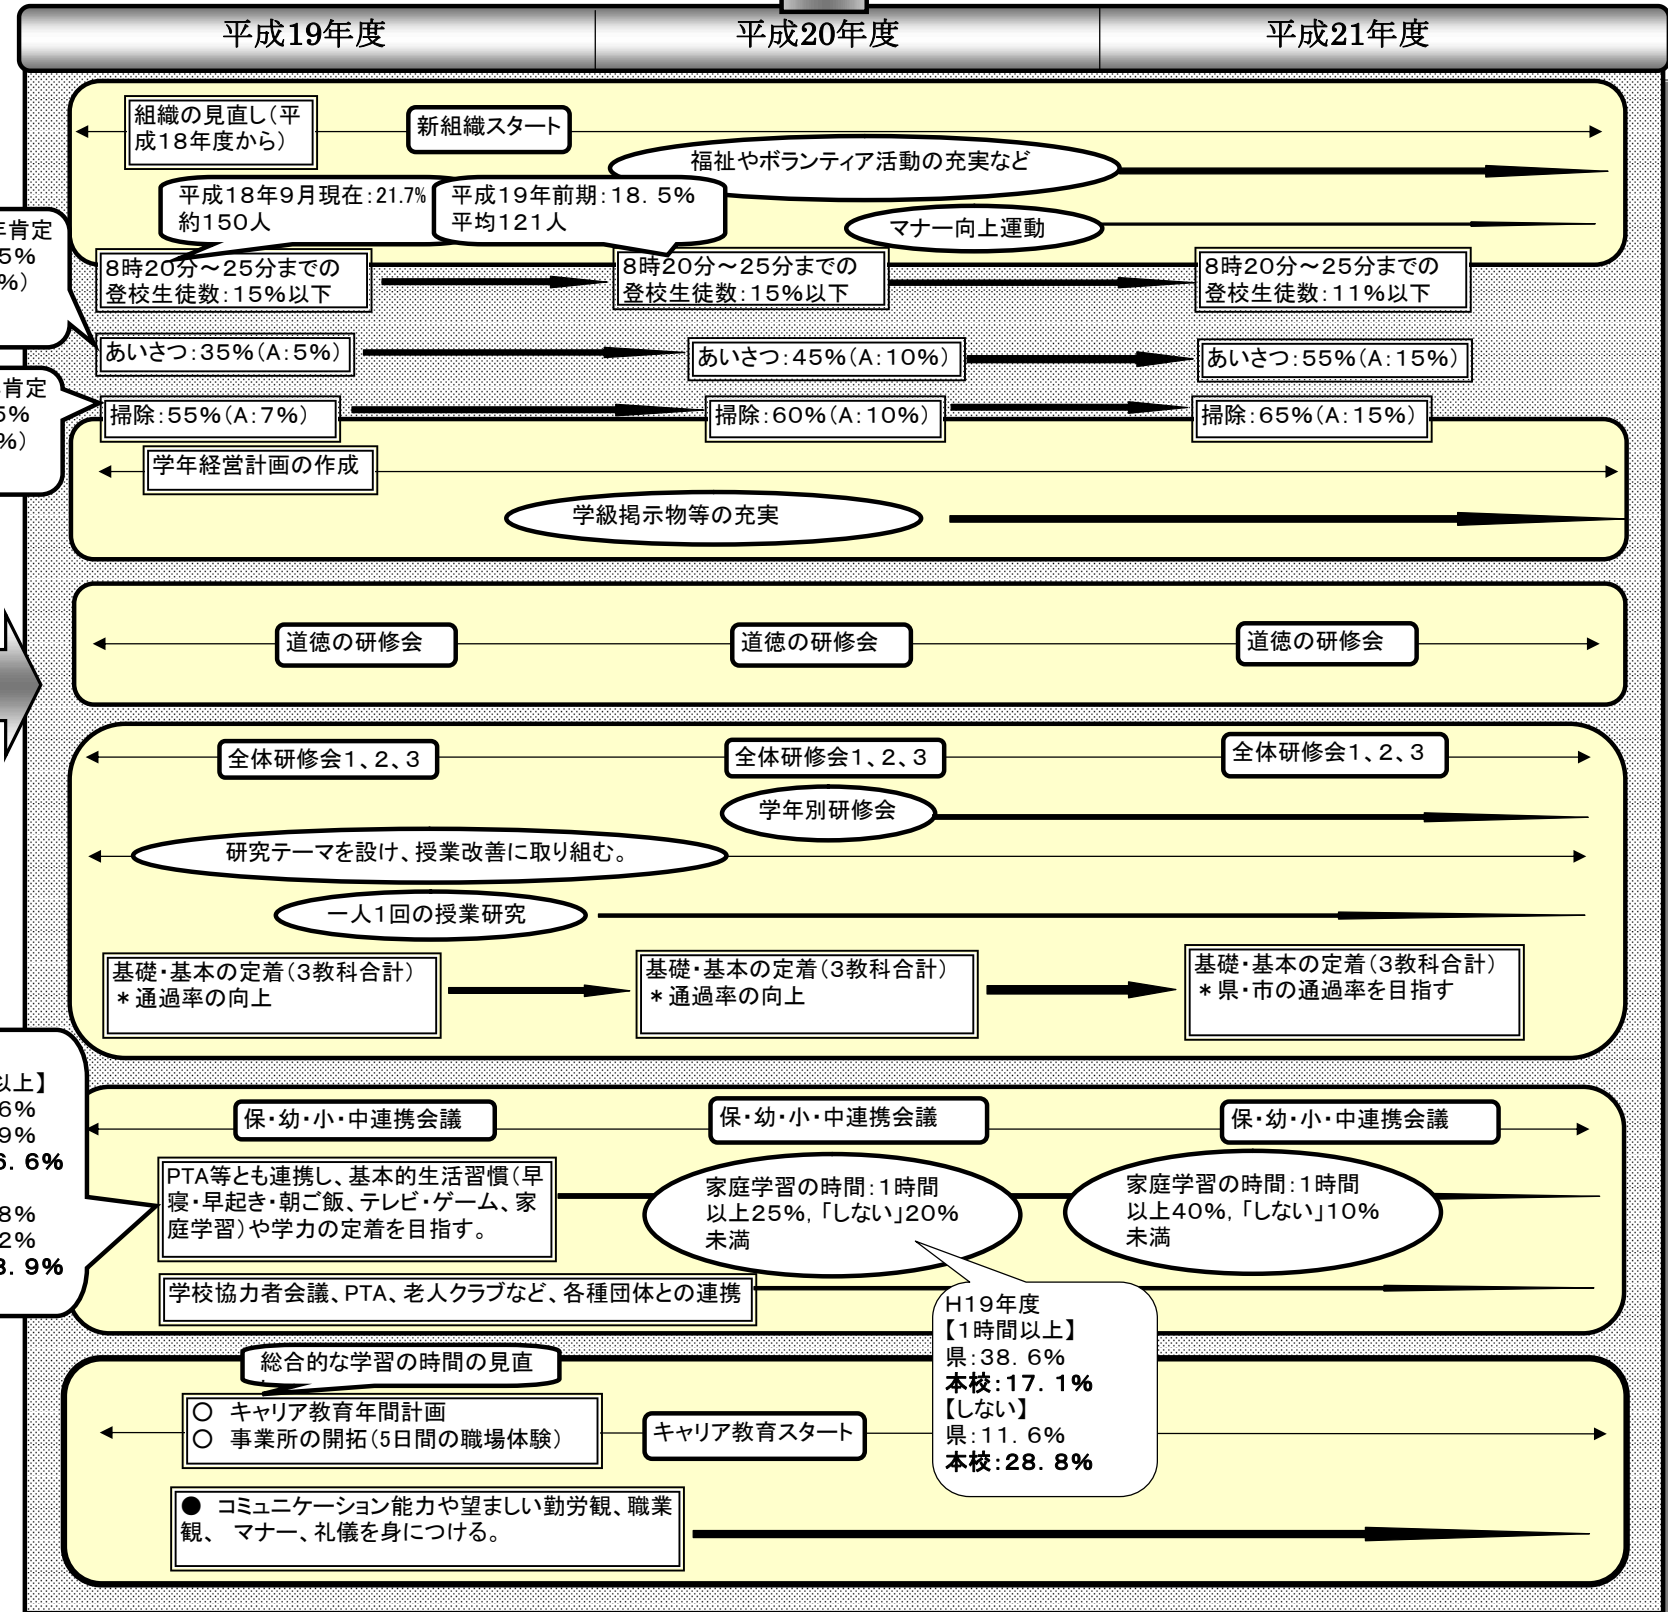 平成19年度
平成20年度
平成21年度
組織の見直し(平
成18年度から)
新組織スタート
福祉やボランティア活動の充実など
平成18年9月現在:21.7%
約150人
平成19年前期:18.5%
平均121人
マナー向上運動
肯定
5%
%)
8時20分~25分までの
登校生徒数:15%以下
8時20分~25分までの
登校生徒数:15%以下
8時20分~25分までの
登校生徒数:11%以下
あいさつ:35%(A:5%)
あいさつ:45%(A:10%)
あいさつ:55%(A:15%)
肯定
5%
%)
掃除:55%(A:7%)
掃除:60%(A:10%)
掃除:65%(A:15%)
学年経営計画の作成
学級掲示物等の充実
道徳の研修会
道徳の研修会
道徳の研修会
全体研修会1、2、3
全体研修会1、2、3
全体研修会1、2、3
学年別研修会
研究テーマを設け、授業改善に取り組む。
一人1回の授業研究
基礎・基本の定着(3教科合計)
*通過率の向上
基礎・基本の定着(3教科合計)
*通過率の向上
基礎・基本の定着(3教科合計)
*県・市の通過率を目指す
以上】
6%
9%
6.6%
8%
2%
8.9%
保・幼・小・中連携会議
保・幼・小・中連携会議
保・幼・小・中連携会議
PTA等とも連携し、基本的生活習慣(早
寝・早起き・朝ご飯、テレビ・ゲーム、家
庭学習)や学力の定着を目指す。
家庭学習の時間:1時間
以上25%,「しない」20%
未満
家庭学習の時間:1時間
以上40%,「しない」10%
未満
学校協力者会議、PTA、老人クラブなど、各種団体との連携
H19年度
【1時間以上】
県:38.6%
本校:17.1%
【しない】
県:11.6%
本校:28.8%
総合的な学習の時間の見直
○ キャリア教育年間計画
○ 事業所の開拓(5日間の職場体験)
キャリア教育スタート
● コミュニケーション能力や望ましい勤労観、職業
観、 マナー、礼儀を身につける。